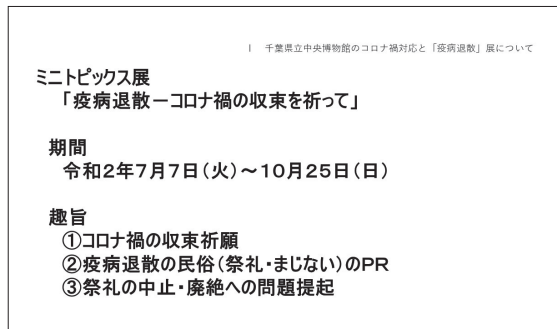 Ⅰ 千葉県立中央博物館のコロナ禍対応と「疫病退散」展について
ミニトピックス展
「疫病退散－コロナ禍の収束を祈って」
期間
令和2年7月7日(火)～10月25日(日)
趣旨
①コロナ禍の収束祈願
②疫病退散の民俗(祭礼・まじない)のPR
③祭礼の中止・廃絶への問題提起